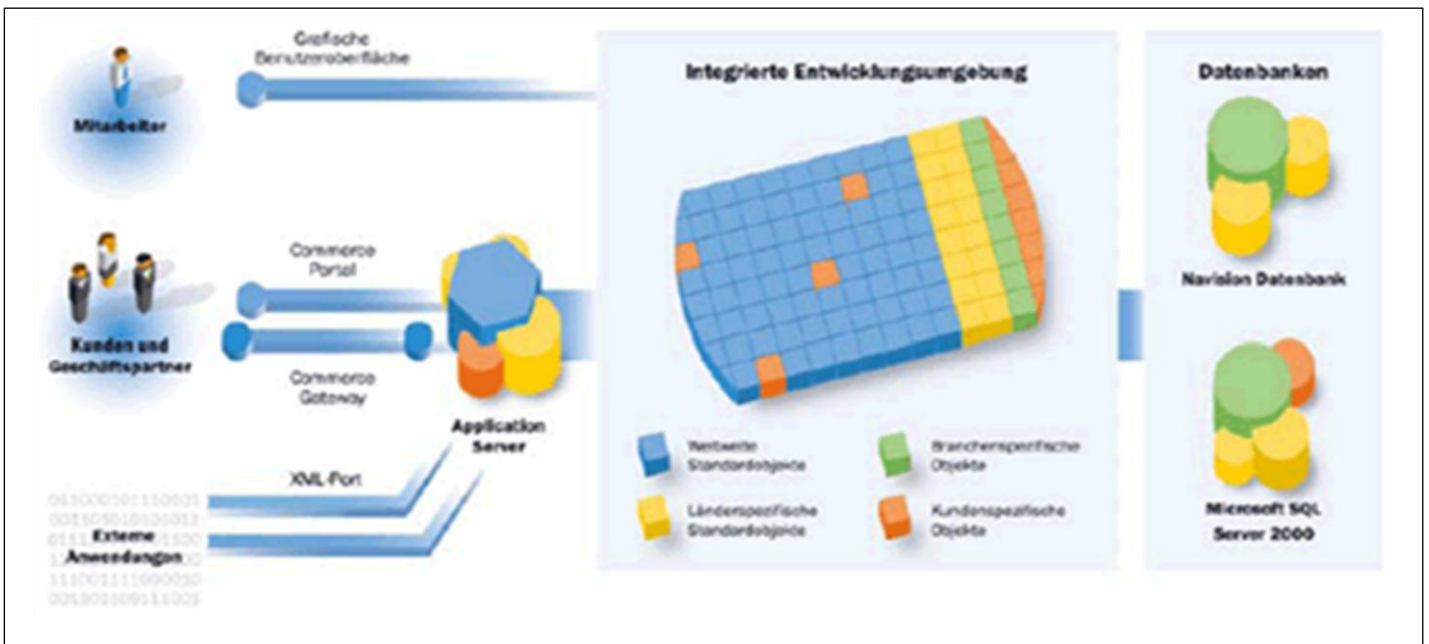 Grafische
Benutzeroberfläche
Mitarbeiter
Integrierte Entwicklungsumgebung
Datenbanken
Commerce
Portal
Kunden und
Geschäftspartner
Commerce
Gateway
Application
Server
Navision Datenbank
XML-Port
Externe
Anwendungen
Weltweite
Standardobjekte
Branchenspezifische
Objekte
Länderspezifische
Standardobjekte
Kundenspezifische
Objekte
Microsoft SQL
Server 2000